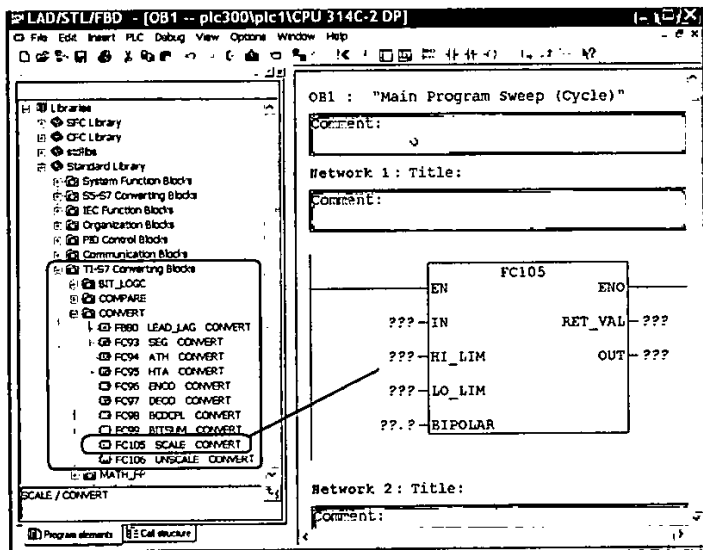 LAD/STL/FBD - [OB1 -- plc300\plc1\CPU 314C-2 DP]
File Edit Insert PLC Debug View Options Window Help
Libraries
SFC Library
CFC Library
stdlibs
Standard Library
System Function Blocks
S5-S7 Converting Blocks
IEC Function Blocks
Organization Blocks
PID Control Blocks
Communication Blocks
TI-S7 Converting Blocks
BIT_LOGC
COMPARE
CONVERT
FB80 LEAD_LAG CONVERT
FC93 SEG CONVERT
FC94 ATH CONVERT
FC95 HTA CONVERT
FC96 ENCO CONVERT
FC97 DECO CONVERT
FC98 BCDCPL CONVERT
FC99 BITSUM CONVERT
FC105 SCALE CONVERT
FC106 UNSCALE CONVERT
MATH_FP
SCALE / CONVERT
Program elements
Call structure
OB1 : "Main Program Sweep (Cycle)"
Comment:
Network 1: Title:
Comment:
FC105
EN ENO
??? IN RET_VAL ???
??? HI_LIM OUT ???
??? LO_LIM
??.? BIPOLAR
Network 2: Title:
Comment: